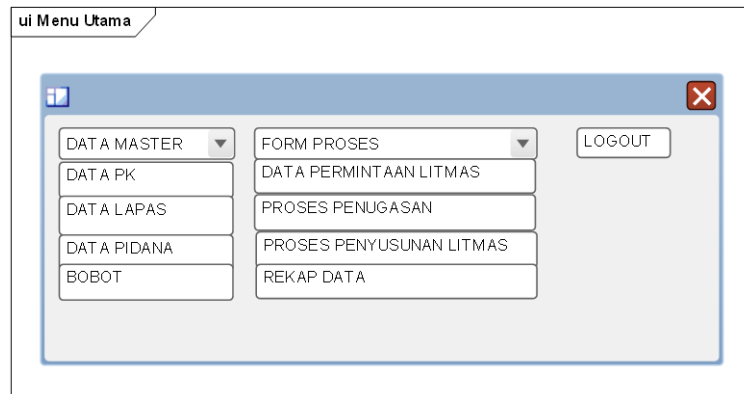 ui Menu Utama
DATA MASTER
FORM PROSES
LOGOUT
DATA PK
DATA PERMINTAAN LITMAS
DATA LAPAS
PROSES PENUGASAN
DATA PIDANA
PROSES PENYUSUNAN LITMAS
BOBOT
REKAP DATA